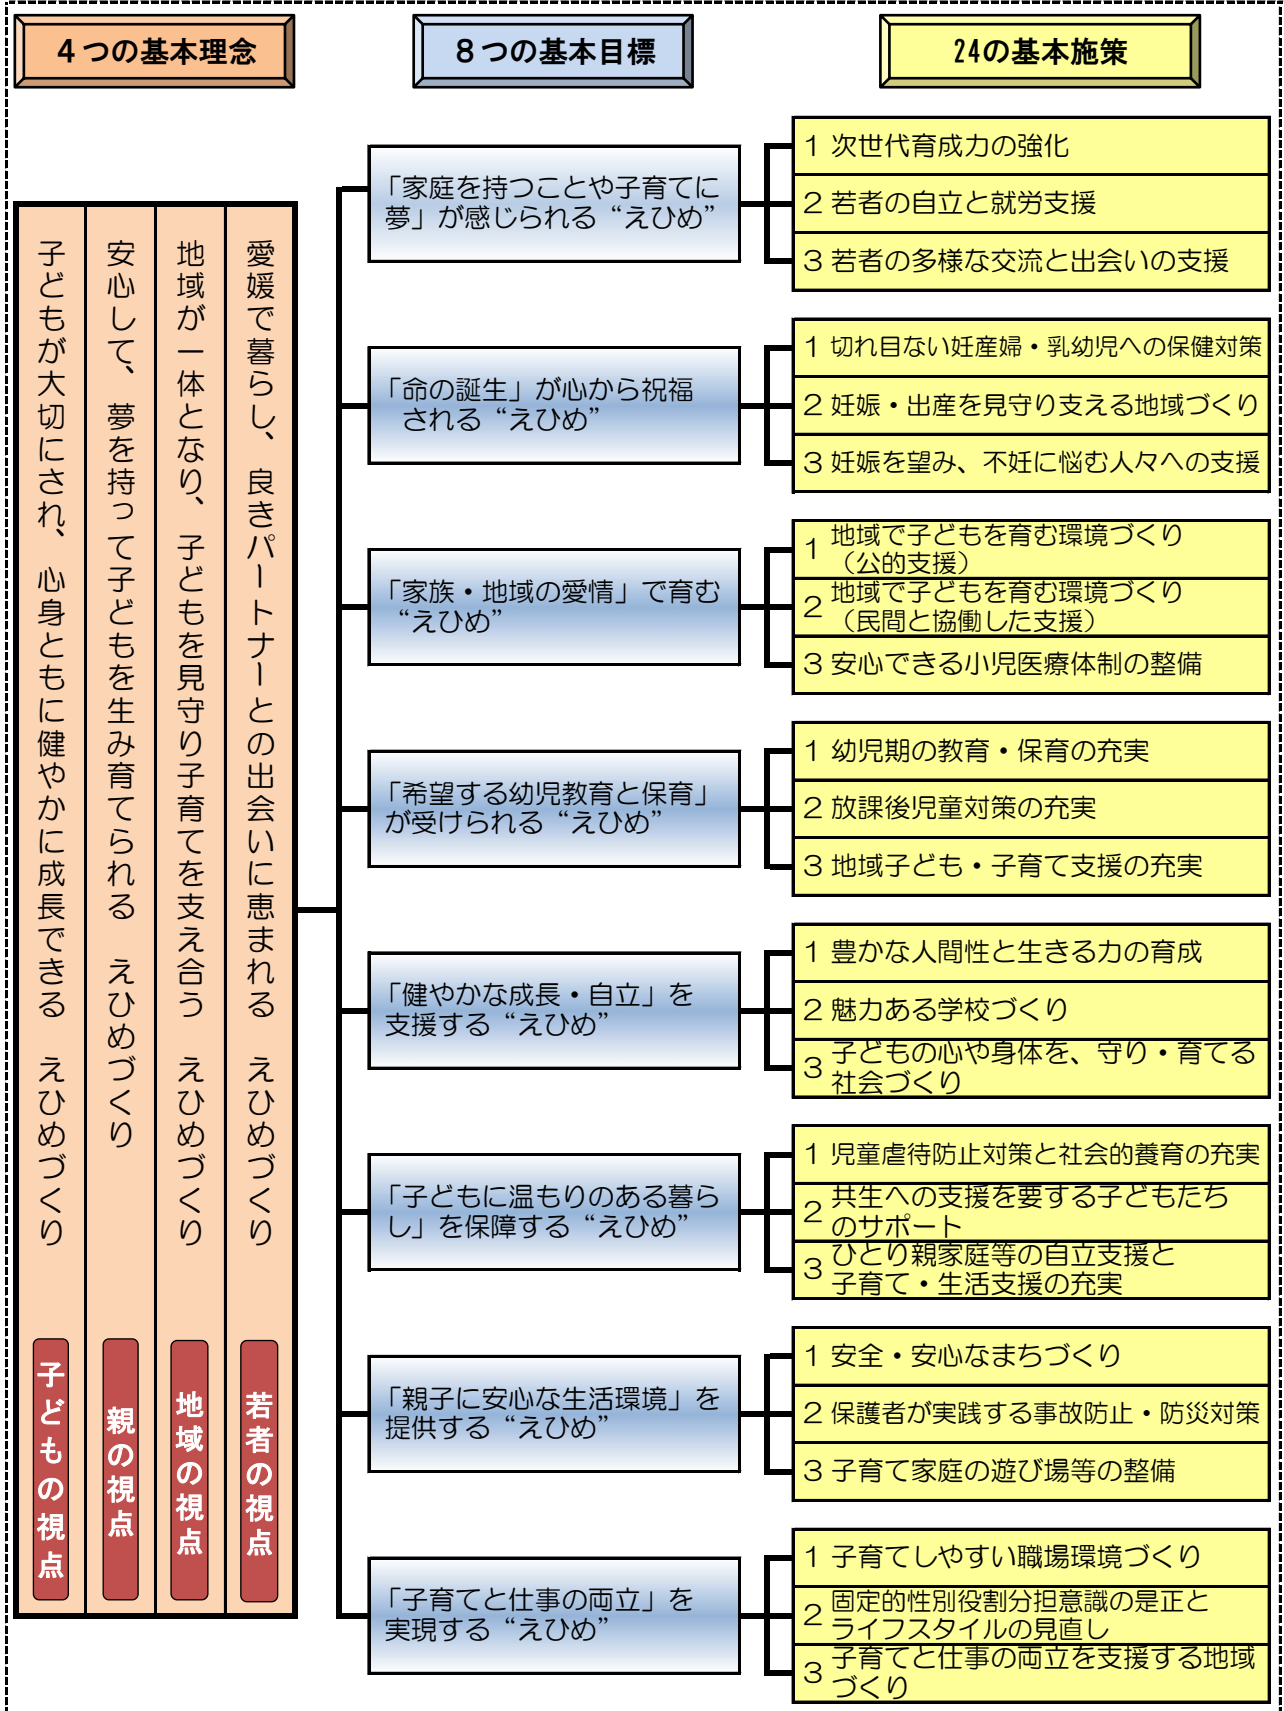 ４つの基本理念
８つの基本目標
24の基本施策
愛媛で暮らし、良きパートナーとの出会いに恵まれる　えひめづくり
若者の視点
地域が一体となり、子どもを見守り子育てを支え合う　えひめづくり
地域の視点
安心して、夢を持って子どもを生み育てられる　えひめづくり
親の視点
子どもが大切にされ、心身ともに健やかに成長できる　えひめづくり
子どもの視点
「家庭を持つことや子育てに
夢」が感じられる“えひめ”
1 次世代育成力の強化
2 若者の自立と就労支援
3 若者の多様な交流と出会いの支援
「命の誕生」が心から祝福
される“えひめ”
1 切れ目ない妊産婦・乳幼児への保健対策
2 妊娠・出産を見守り支える地域づくり
3 妊娠を望み、不妊に悩む人々への支援
「家族・地域の愛情」で育む
“えひめ”
1 地域で子どもを育む環境づくり
（公的支援）
2 地域で子どもを育む環境づくり
（民間と協働した支援）
3 安心できる小児医療体制の整備
「希望する幼児教育と保育」
が受けられる“えひめ”
1 幼児期の教育・保育の充実
2 放課後児童対策の充実
3 地域子ども・子育て支援の充実
「健やかな成長・自立」を
支援する“えひめ”
1 豊かな人間性と生きる力の育成
2 魅力ある学校づくり
3 子どもの心や身体を、守り・育てる
社会づくり
「子どもに温もりのある暮ら
し」を保障する“えひめ”
1 児童虐待防止対策と社会的養育の充実
2 共生への支援を要する子どもたち
のサポート
3 ひとり親家庭等の自立支援と
子育て・生活支援の充実
「親子に安心な生活環境」を
提供する“えひめ”
1 安全・安心なまちづくり
2 保護者が実践する事故防止・防災対策
3 子育て家庭の遊び場等の整備
「子育てと仕事の両立」を
実現する“えひめ”
1 子育てしやすい職場環境づくり
2 固定的性別役割分担意識の是正と
ライフスタイルの見直し
3 子育てと仕事の両立を支援する地域
づくり